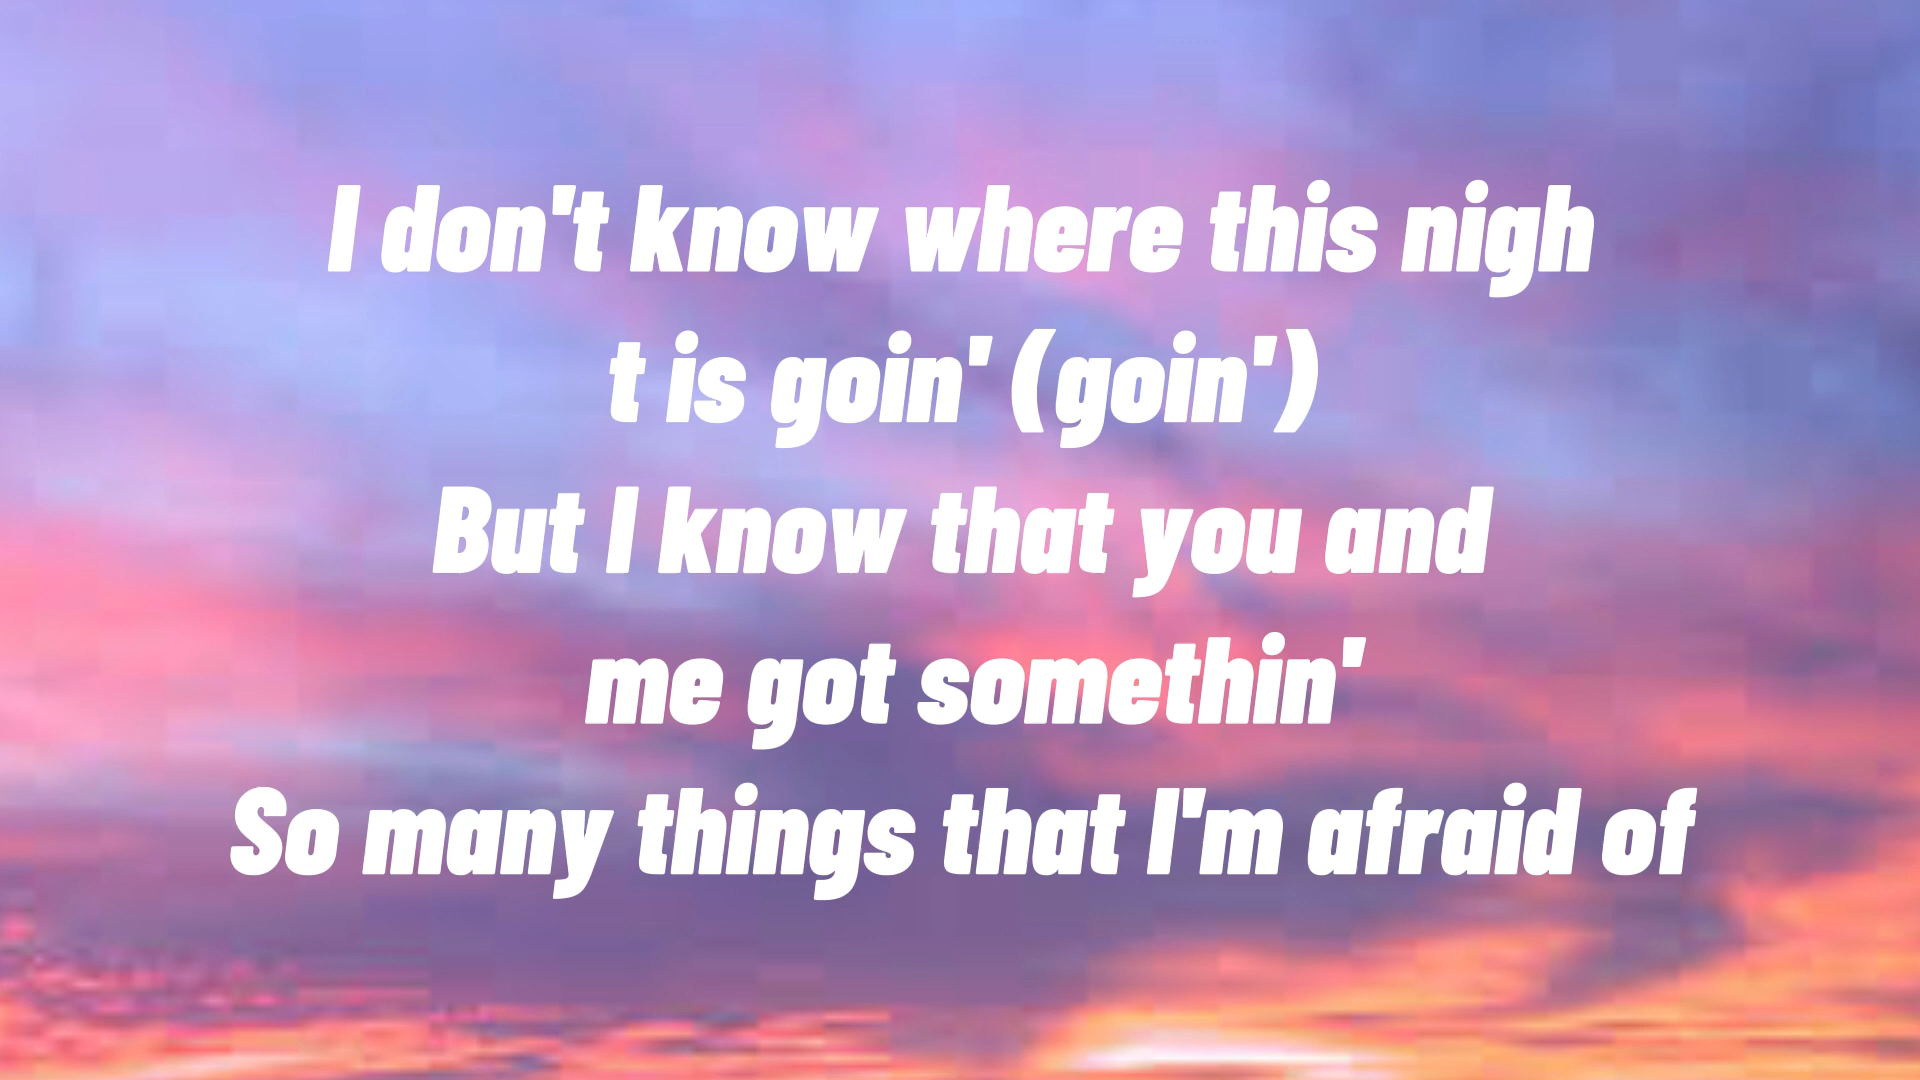 I don't know where this nigh
t is goin' (goin')
But I know that you and
me got somethin'
So many things that I'm afraid of